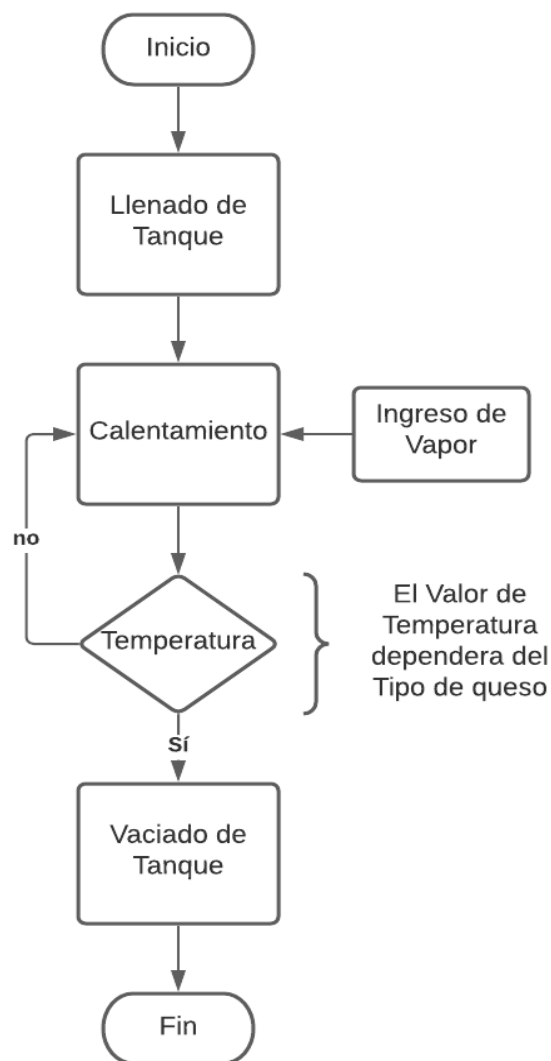 Inicio
Llenado de
Tanque
Calentamiento
Ingreso de
Vapor
no
Temperatura
El Valor de
Temperatura
dependera del
Tipo de queso
Sí
Vaciado de
Tanque
Fin